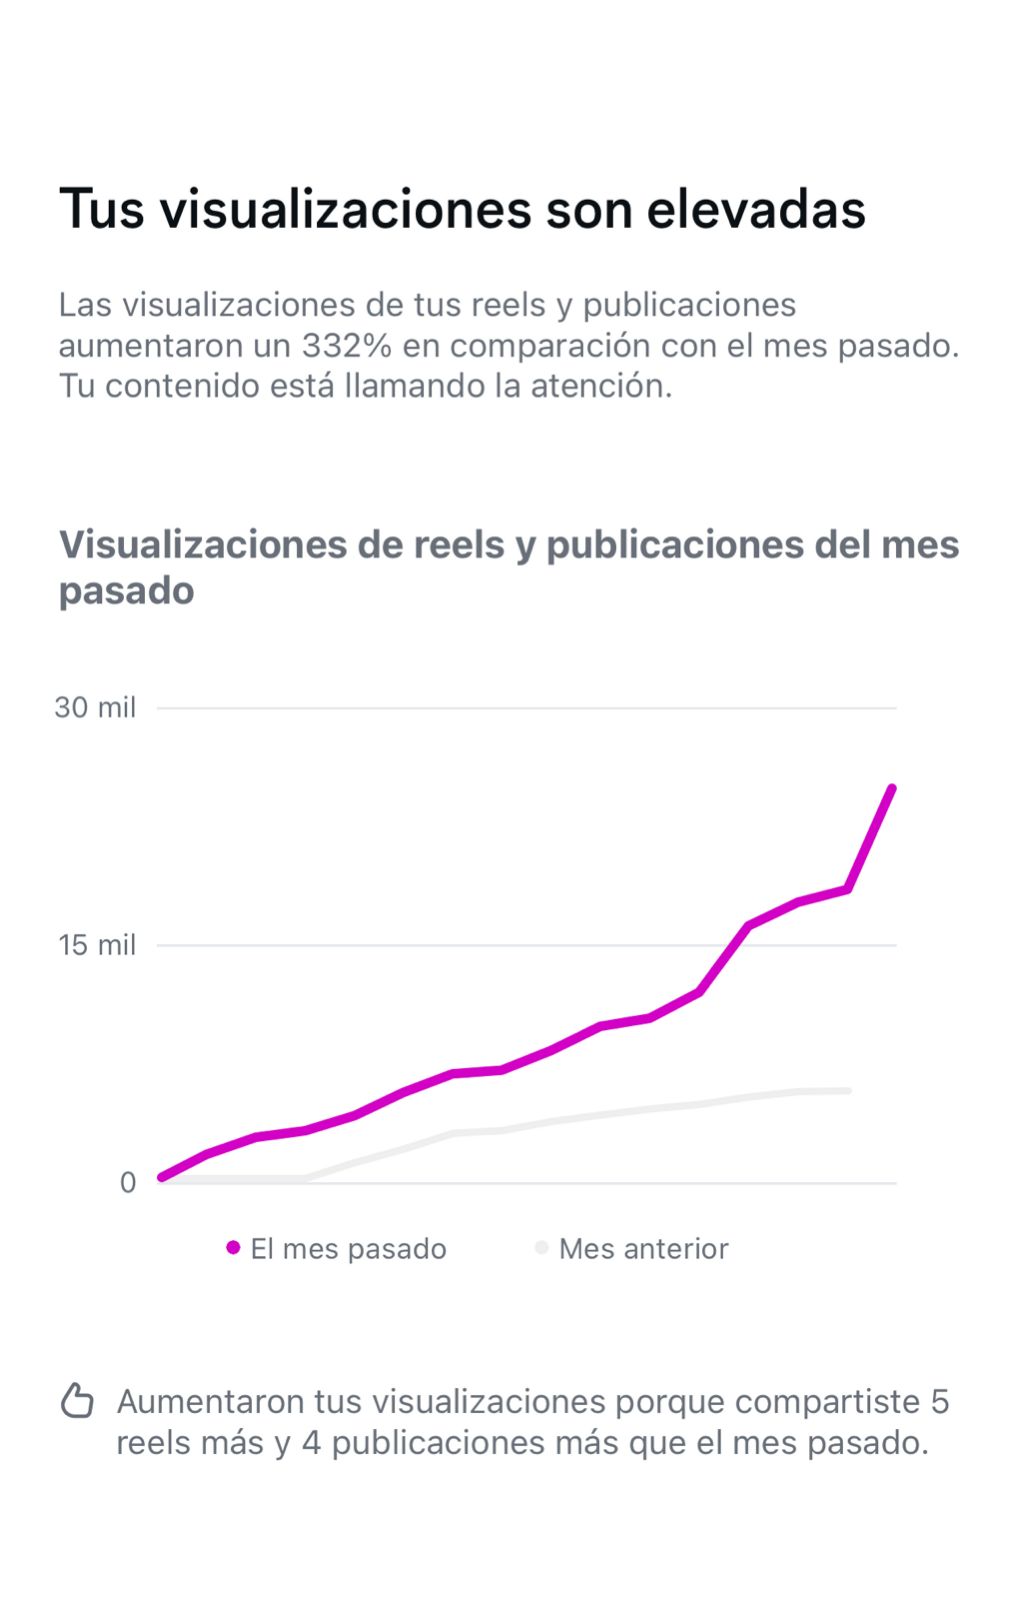 Tus visualizaciones son elevadas
Las visualizaciones de tus reels y publicaciones
aumentaron un 332% en comparación con el mes pasado.
Tu contenido está llamando la atención.
Visualizaciones de reels y publicaciones del mes
pasado
30 mil
15 mil
0
El mes pasado
Mes anterior
Aumentaron tus visualizaciones porque compartiste 5
reels más y 4 publicaciones más que el mes pasado.